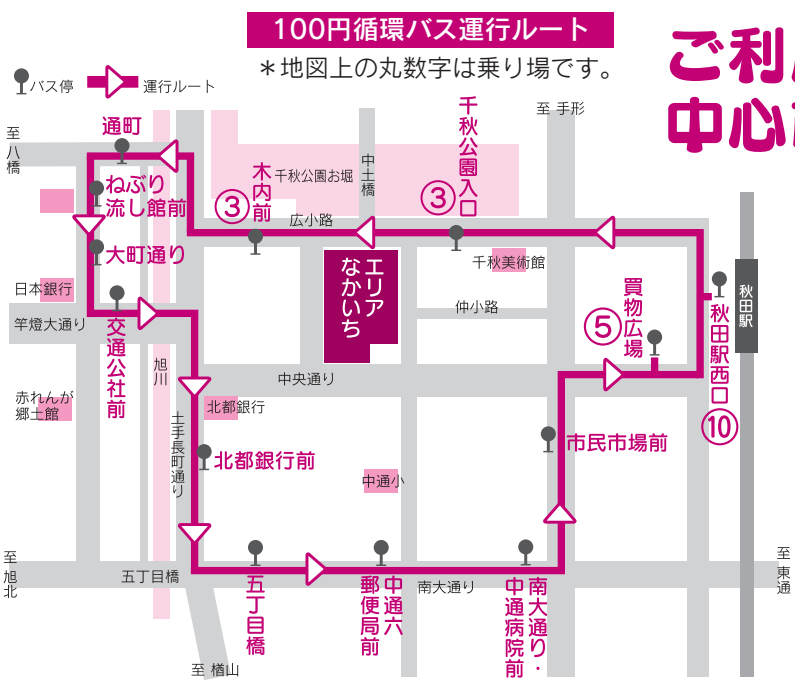 100円循環バス運行ルート
＊地図上の丸数字は乗り場です。
ご利
中心
バス停
運行ルート
至 八橋
通町
ねぶり
流し館前
大町通り
日本銀行
竿燈大通り
交通公社前
赤れんが
郷土館
旭川
土手長町通り
北都銀行
北都銀行前
木内前
③
千秋公園お堀
広小路
中土橋
千秋公園入口
③
至 手形
エリア
なかいち
千秋美術館
仲小路
買物広場
⑤
秋田駅
秋田駅西口
⑩
中央通り
市民市場前
中通小
至 旭北
五丁目橋
五丁目橋
至 楢山
中通六
郵便局前
南大通り
南大通り・
中通病院前
至 東通